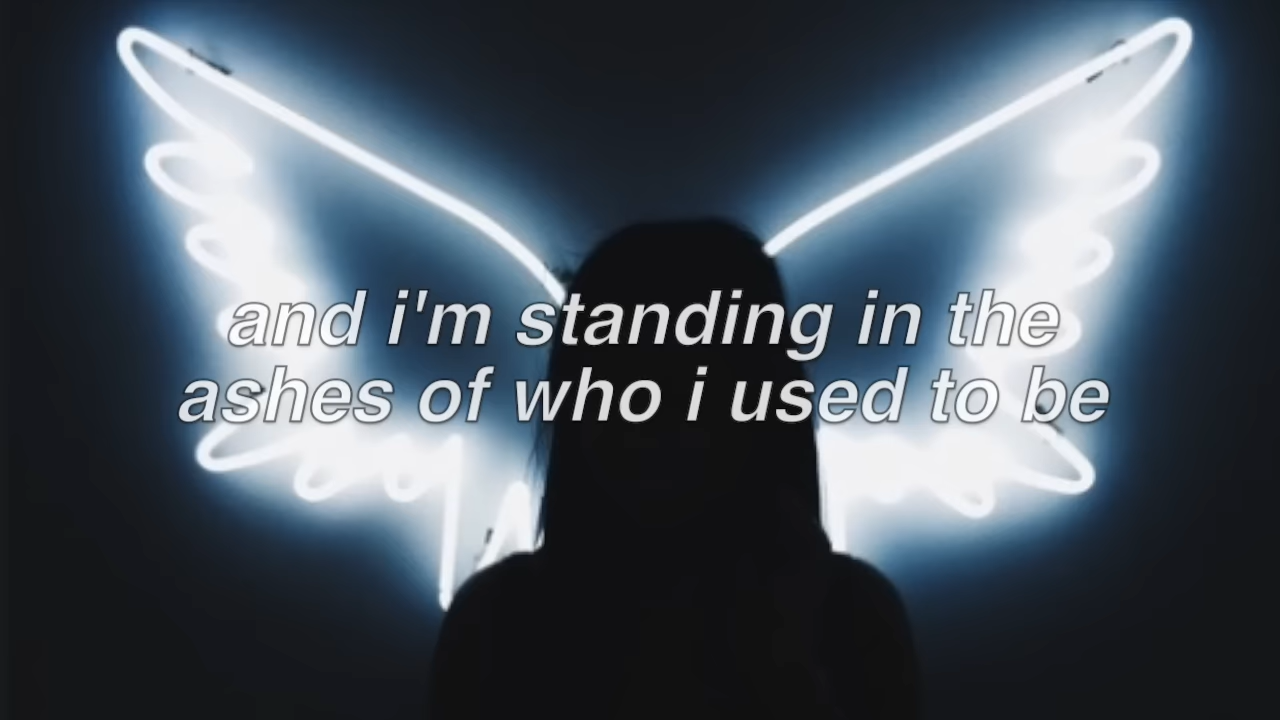 and i'm standing in the
ashes of who i used to be